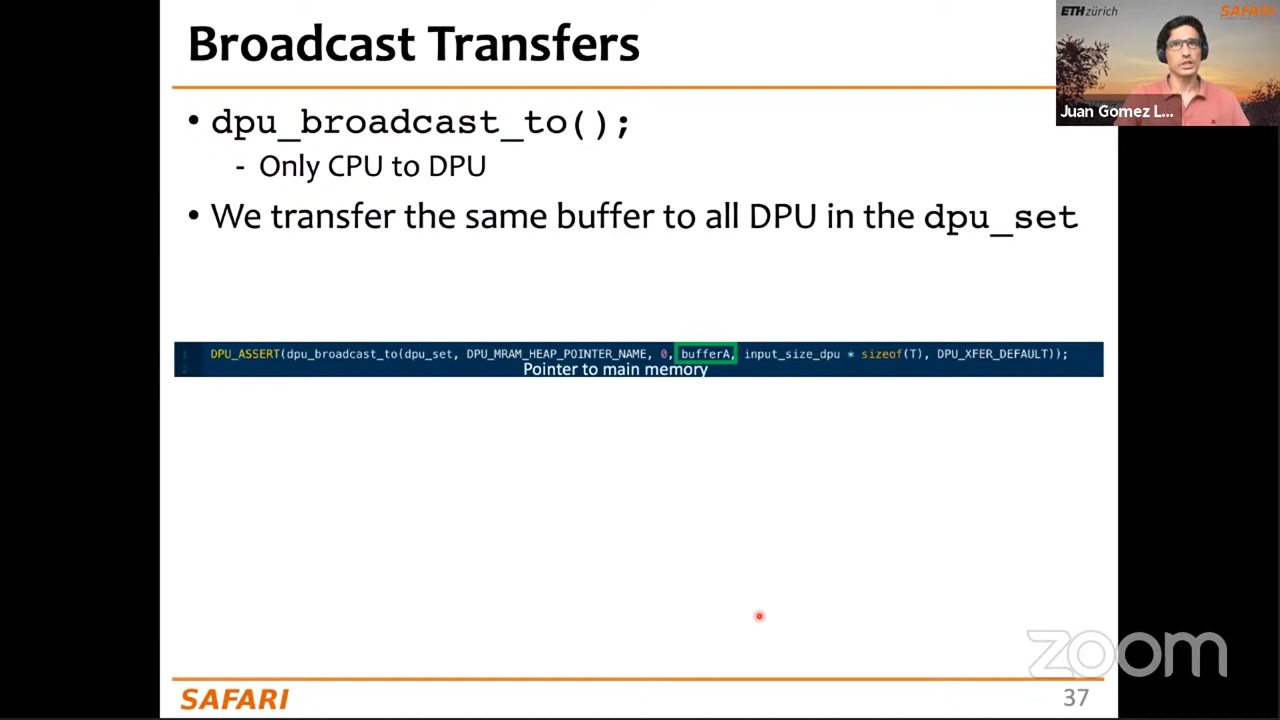 Broadcast Transfers
ETH zürich
SAFARI
Juan Gomez L...
• dpu_broadcast_to();
- Only CPU to DPU
• We transfer the same buffer to all DPU in the dpu_set
1 DPU_ASSERT(dpu_broadcast_to(dpu_set, DPU_MRAM_HEAP_POINTER_NAME, 0, bufferA, input_size_dpu * sizeof(T), DPU_XFER_DEFAULT));
2
Pointer to main memory
zoom
SAFARI
37